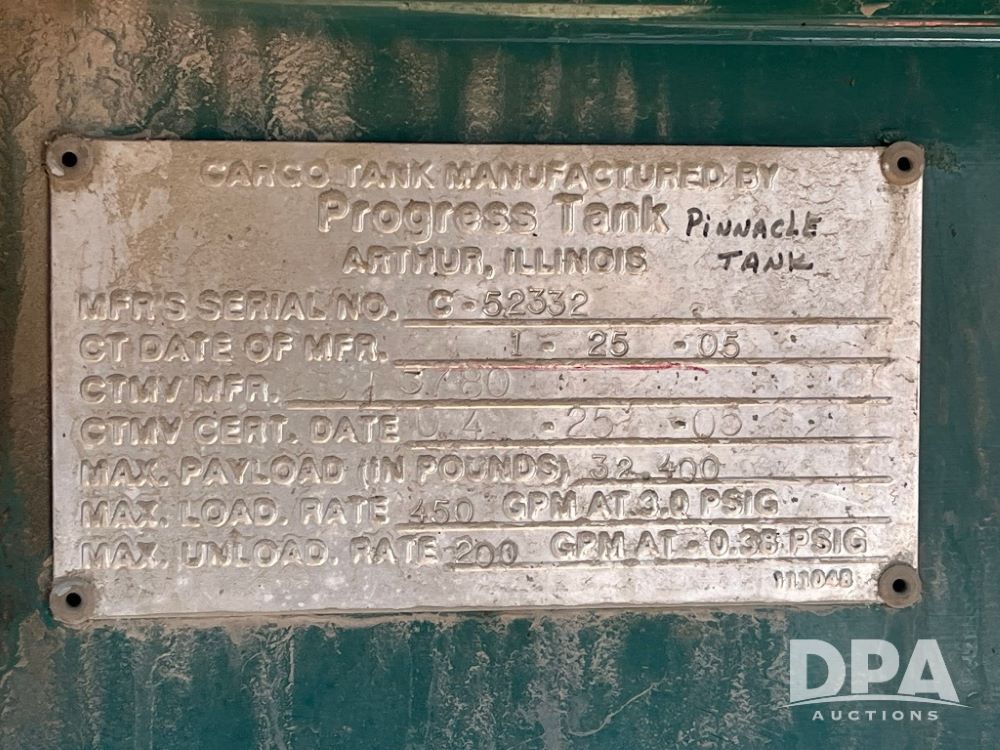 CARGO TANK MANUFACTURED BY
Progress Tank PINNACLE
ARTHUR, ILLINOIS TANK
MFR'S SERIAL NO. C-52332
CT DATE OF MFR. 1-25-05
CTMV MFR. 3780
CTMV CERT. DATE 4-25-05
MAX. PAYLOAD (IN POUNDS) 32,400
MAX. LOAD. RATE 450 GPM AT 3.0 PSIG
MAX. UNLOAD. RATE 200 GPM AT -0.38 PSIG
111048
DPA
AUCTIONS